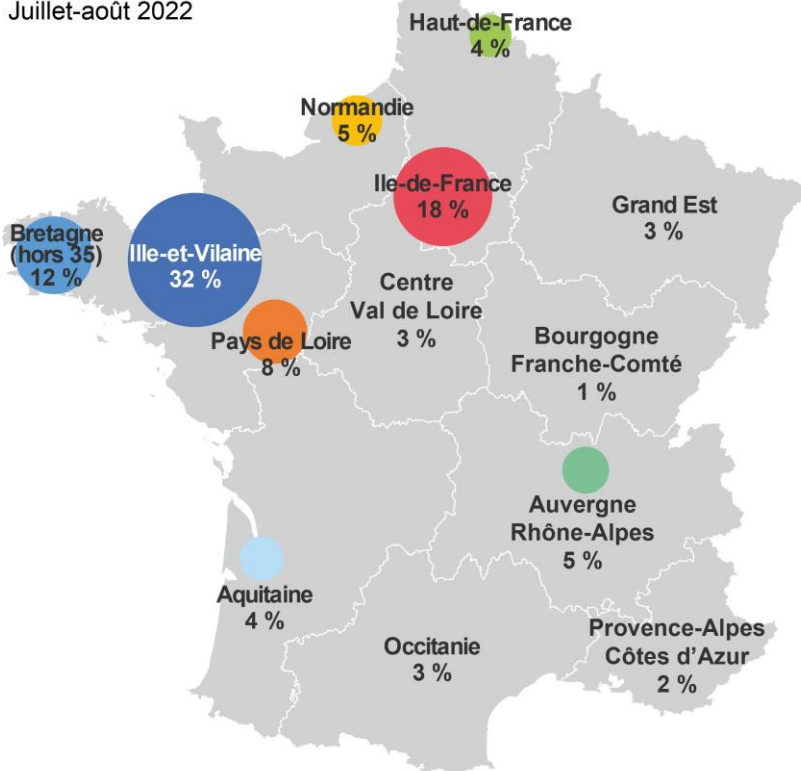 Juillet-août 2022
Haut-de-France
4 %
Normandie
5 %
Ile-de-France
18 %
Grand Est
3 %
Bretagne
(hors 35)
12 %
Ille-et-Vilaine
32 %
Centre
Val de Loire
3 %
Pays de Loire
8 %
Bourgogne
Franche-Comté
1 %
Auvergne
Rhône-Alpes
5 %
Aquitaine
4 %
Occitanie
3 %
Provence-Alpes
Côtes d'Azur
2 %